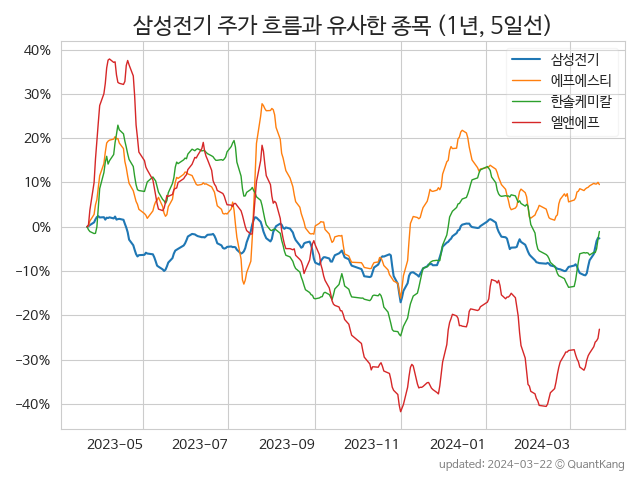 삼성전기 주가 흐름과 유사한 종목 (1년, 5일선)
40%
30%
20%
10%
0%
−10%
−20%
−30%
−40%
삼성전기
에프에스티
한솔케미칼
엘앤에프
2023-05
2023-07
2023-09
2023-11
2024-01
2024-03
updated: 2024-03-22 © QuantKang